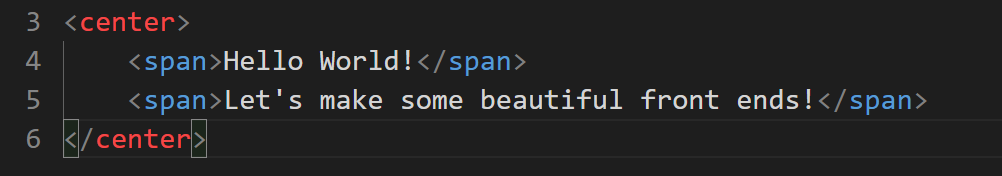 3 <center>
4     <span>Hello World!</span>
5     <span>Let's make some beautiful front ends!</span>
6 </center>